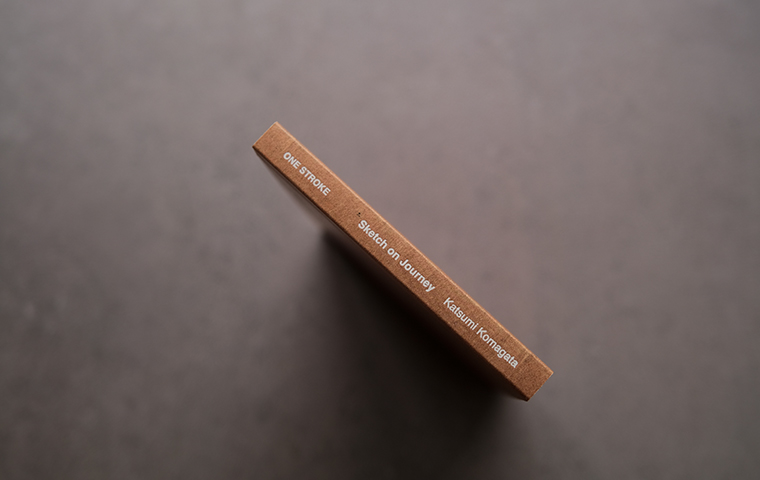 ONE STROKE
Sketch on Journey
Katsumi Komagata